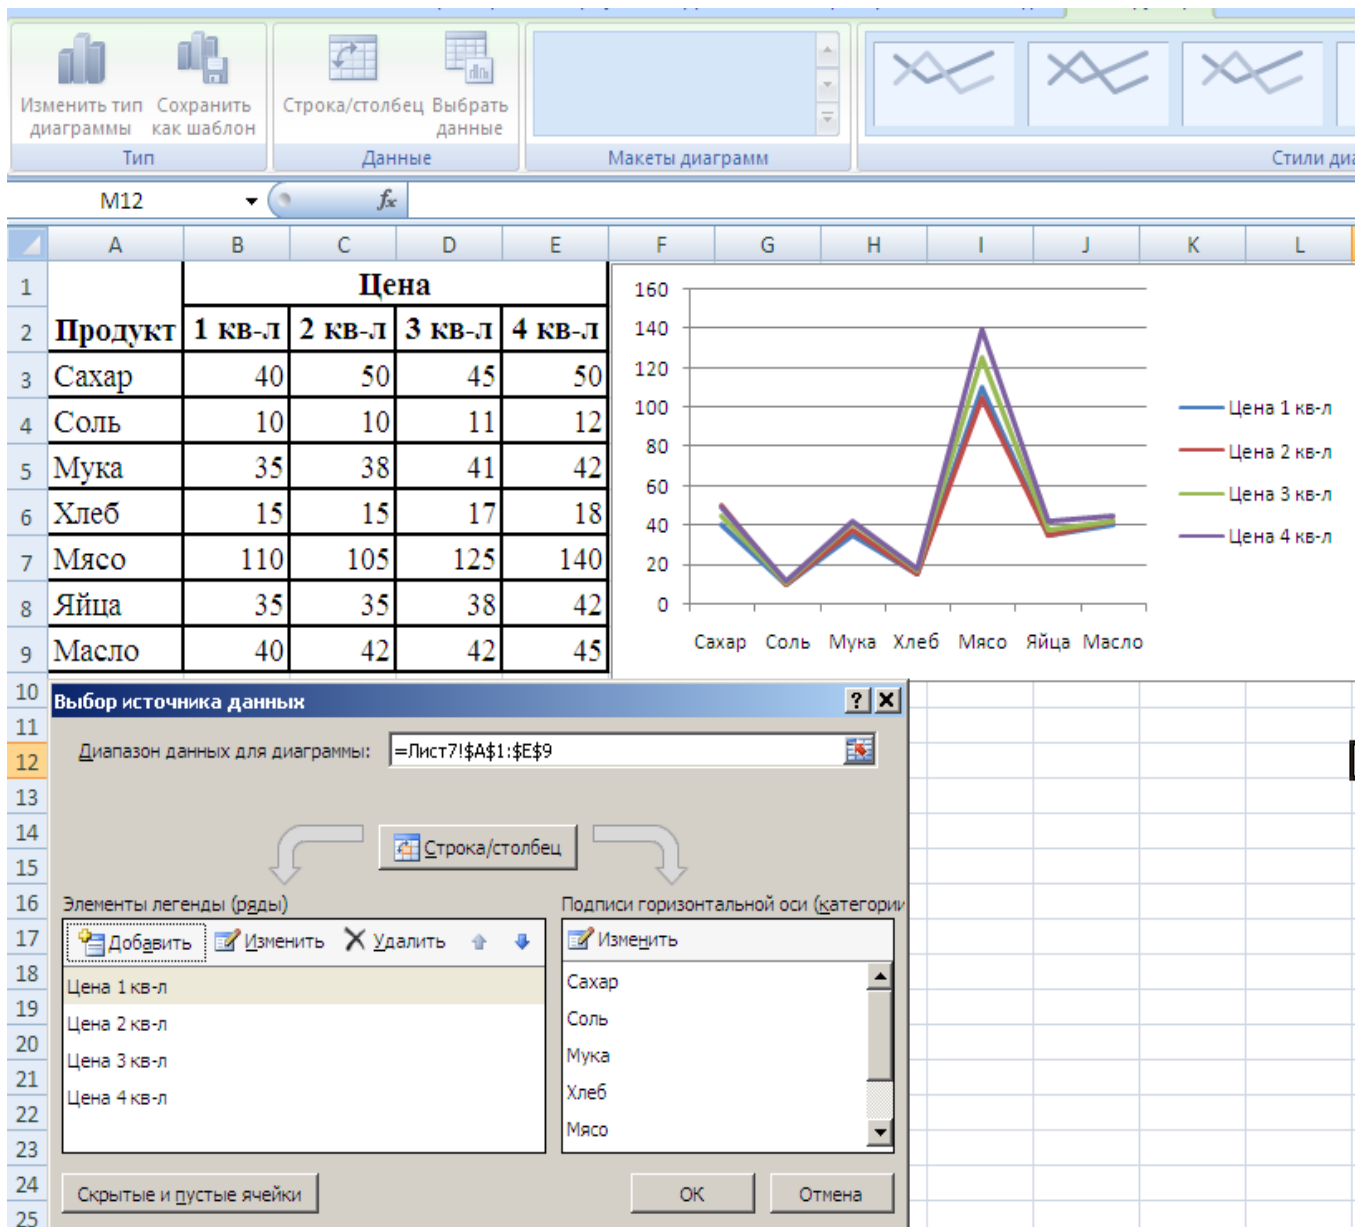 Изменить тип Сохранить Строка/столбец Выбрать
диаграммы как шаблон данные
Тип Данные Макеты диаграмм Стили диа
M12 fx
A B C D E F G H I J K L
1 Цена
2 Продукт 1 кв-л 2 кв-л 3 кв-л 4 кв-л
3 Сахар 40 50 45 50
4 Соль 10 10 11 12
5 Мука 35 38 41 42
6 Хлеб 15 15 17 18
7 Мясо 110 105 125 140
8 Яйца 35 35 38 42
9 Масло 40 42 42 45
160
140
120
100
80
60
40
20
0
Сахар Соль Мука Хлеб Мясо Яйца Масло
Цена 1 кв-л
Цена 2 кв-л
Цена 3 кв-л
Цена 4 кв-л
10
11
12
13
14
15
16
17
18
19
20
21
22
23
24
25
Выбор источника данных ?
Диапазон данных для диаграммы: =Лист7!$A$1:$E$9
Строка/столбец
Элементы легенды (ряды)
Добавить Изменить Удалить
Цена 1 кв-л
Цена 2 кв-л
Цена 3 кв-л
Цена 4 кв-л
Подписи горизонтальной оси (категории
Изменить
Сахар
Соль
Мука
Хлеб
Мясо
Скрытые и пустые ячейки ОК Отмена